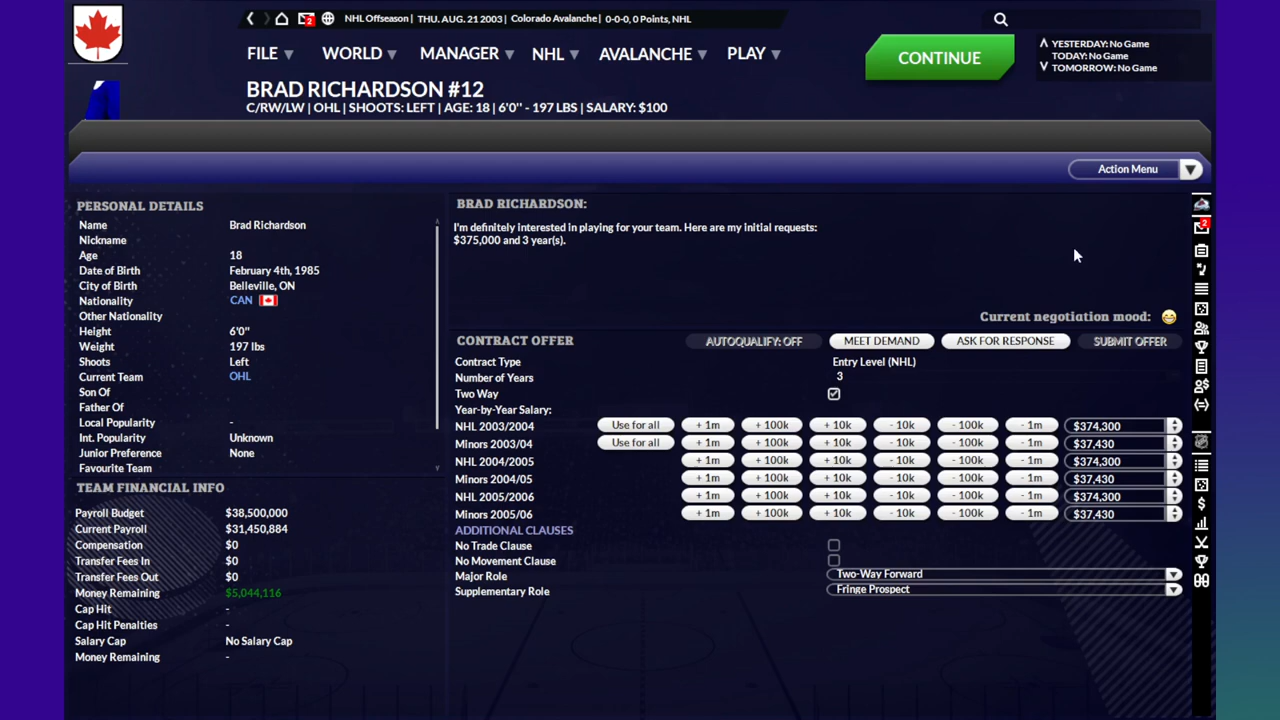 2
NHL Offseason | THU. AUG. 21 2003 | Colorado Avalanche | 0-0-0, 0 Points, NHL
FILE
WORLD
MANAGER
NHL
AVALANCHE
PLAY
CONTINUE
YESTERDAY: No Game
TODAY: No Game
TOMORROW: No Game
BRAD RICHARDSON #12
C/RW/LW | OHL | SHOOTS: LEFT | AGE: 18 | 6'0" - 197 LBS | SALARY: $100
Action Menu
PERSONAL DETAILS
Name Brad Richardson
Nickname
Age 18
Date of Birth February 4th, 1985
City of Birth Belleville, ON
Nationality CAN
Other Nationality
Height 6'0"
Weight 197 lbs
Shoots Left
Current Team OHL
Son Of
Father Of
Local Popularity -
Int. Popularity Unknown
Junior Preference None
Favourite Team
TEAM FINANCIAL INFO
Payroll Budget $38,500,000
Current Payroll $31,450,884
Compensation $0
Transfer Fees In $0
Transfer Fees Out $0
Money Remaining $5,044,116
Cap Hit -
Cap Hit Penalties -
Salary Cap No Salary Cap
Money Remaining -
BRAD RICHARDSON:
I'm definitely interested in playing for your team. Here are my initial requests:
$375,000 and 3 year(s).
Current negotiation mood:
CONTRACT OFFER AUTOQUALIFY: OFF MEET DEMAND ASK FOR RESPONSE SUBMIT OFFER
Contract Type Entry Level (NHL)
Number of Years 3
Two Way
Year-by-Year Salary:
NHL 2003/2004 Use for all + 1m + 100k + 10k - 10k - 100k - 1m $374,300
Minors 2003/04 Use for all + 1m + 100k + 10k - 10k - 100k - 1m $37,430
NHL 2004/2005 + 1m + 100k + 10k - 10k - 100k - 1m $374,300
Minors 2004/05 + 1m + 100k + 10k - 10k - 100k - 1m $37,430
NHL 2005/2006 + 1m + 100k + 10k - 10k - 100k - 1m $374,300
Minors 2005/06 + 1m + 100k + 10k - 10k - 100k - 1m $37,430
ADDITIONAL CLAUSES
No Trade Clause
No Movement Clause
Major Role Two-Way Forward
Supplementary Role Fringe Prospect
2